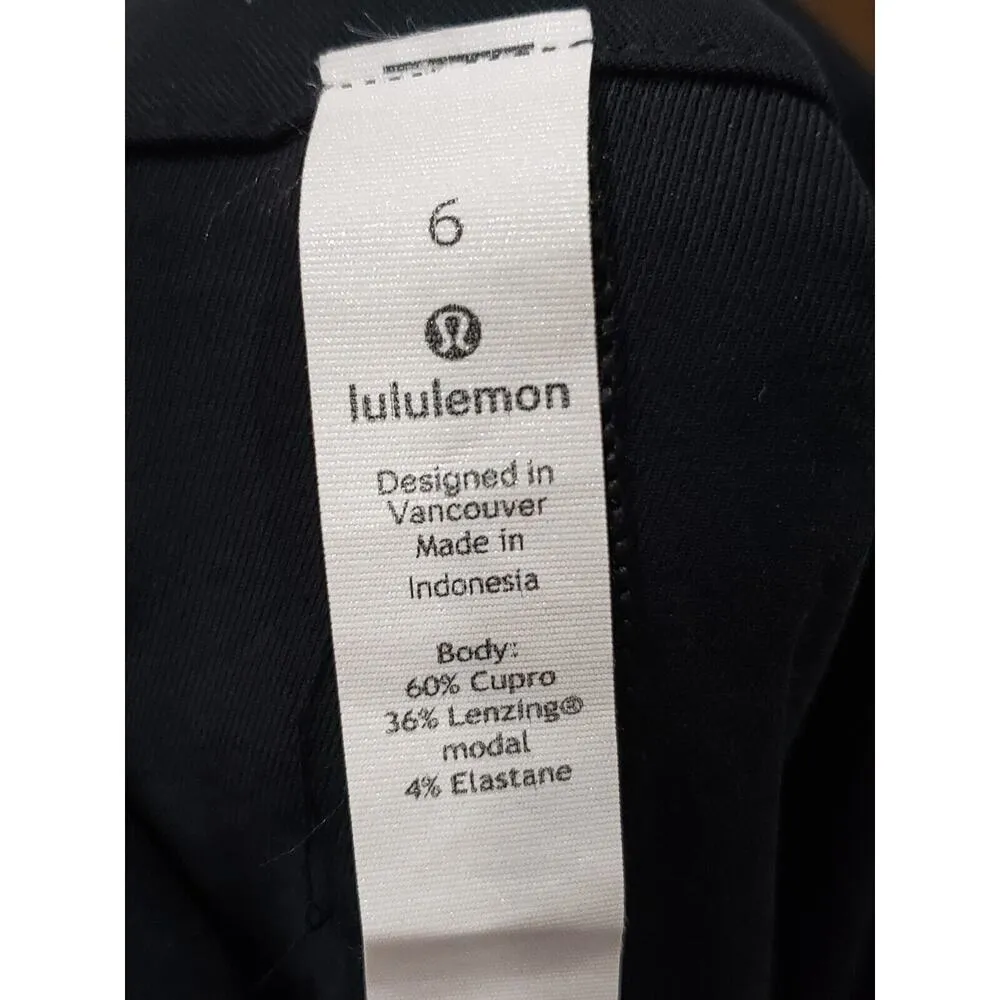 6
lululemon
Designed in
Vancouver
Made in
Indonesia
Body:
60% Cupro
36% Lenzing®
modal
4% Elastane